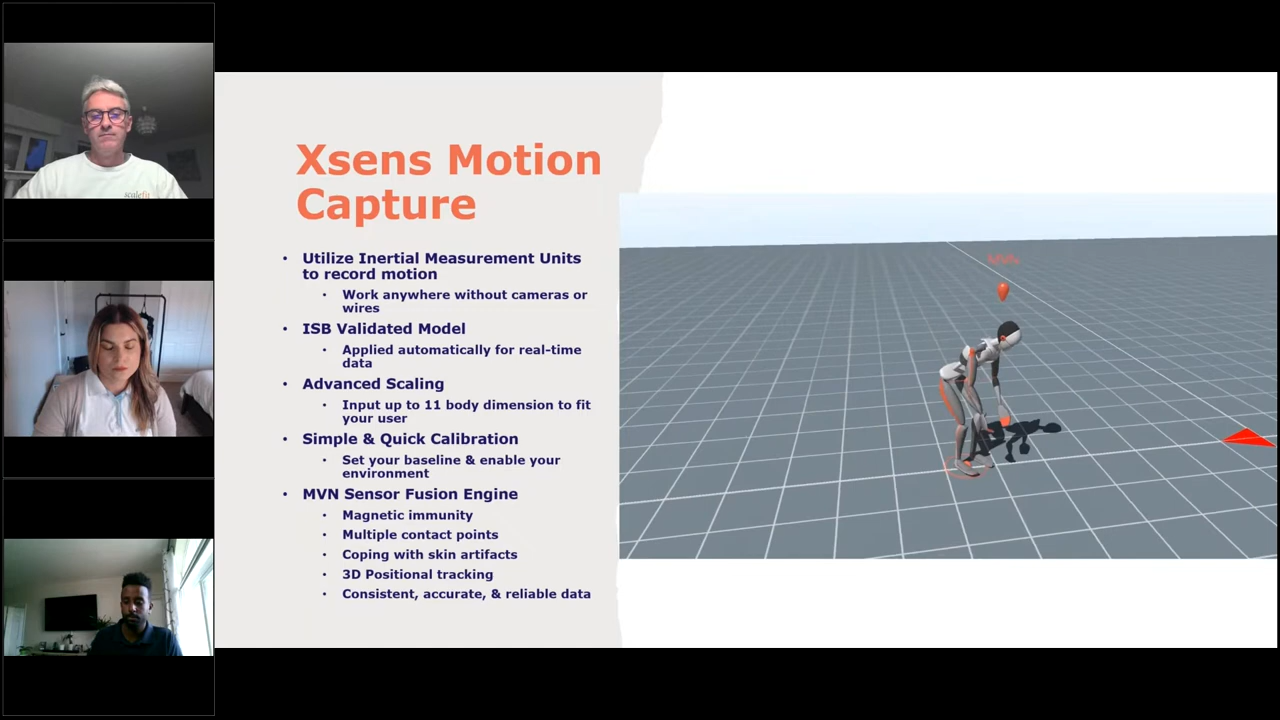 Xsens Motion
Capture
• Utilize Inertial Measurement Units
to record motion
• Work anywhere without cameras or
wires
• ISB Validated Model
• Applied automatically for real-time
data
• Advanced Scaling
• Input up to 11 body dimension to fit
your user
• Simple & Quick Calibration
• Set your baseline & enable your
environment
• MVN Sensor Fusion Engine
• Magnetic immunity
• Multiple contact points
• Coping with skin artifacts
• 3D Positional tracking
• Consistent, accurate, & reliable data
scalefit